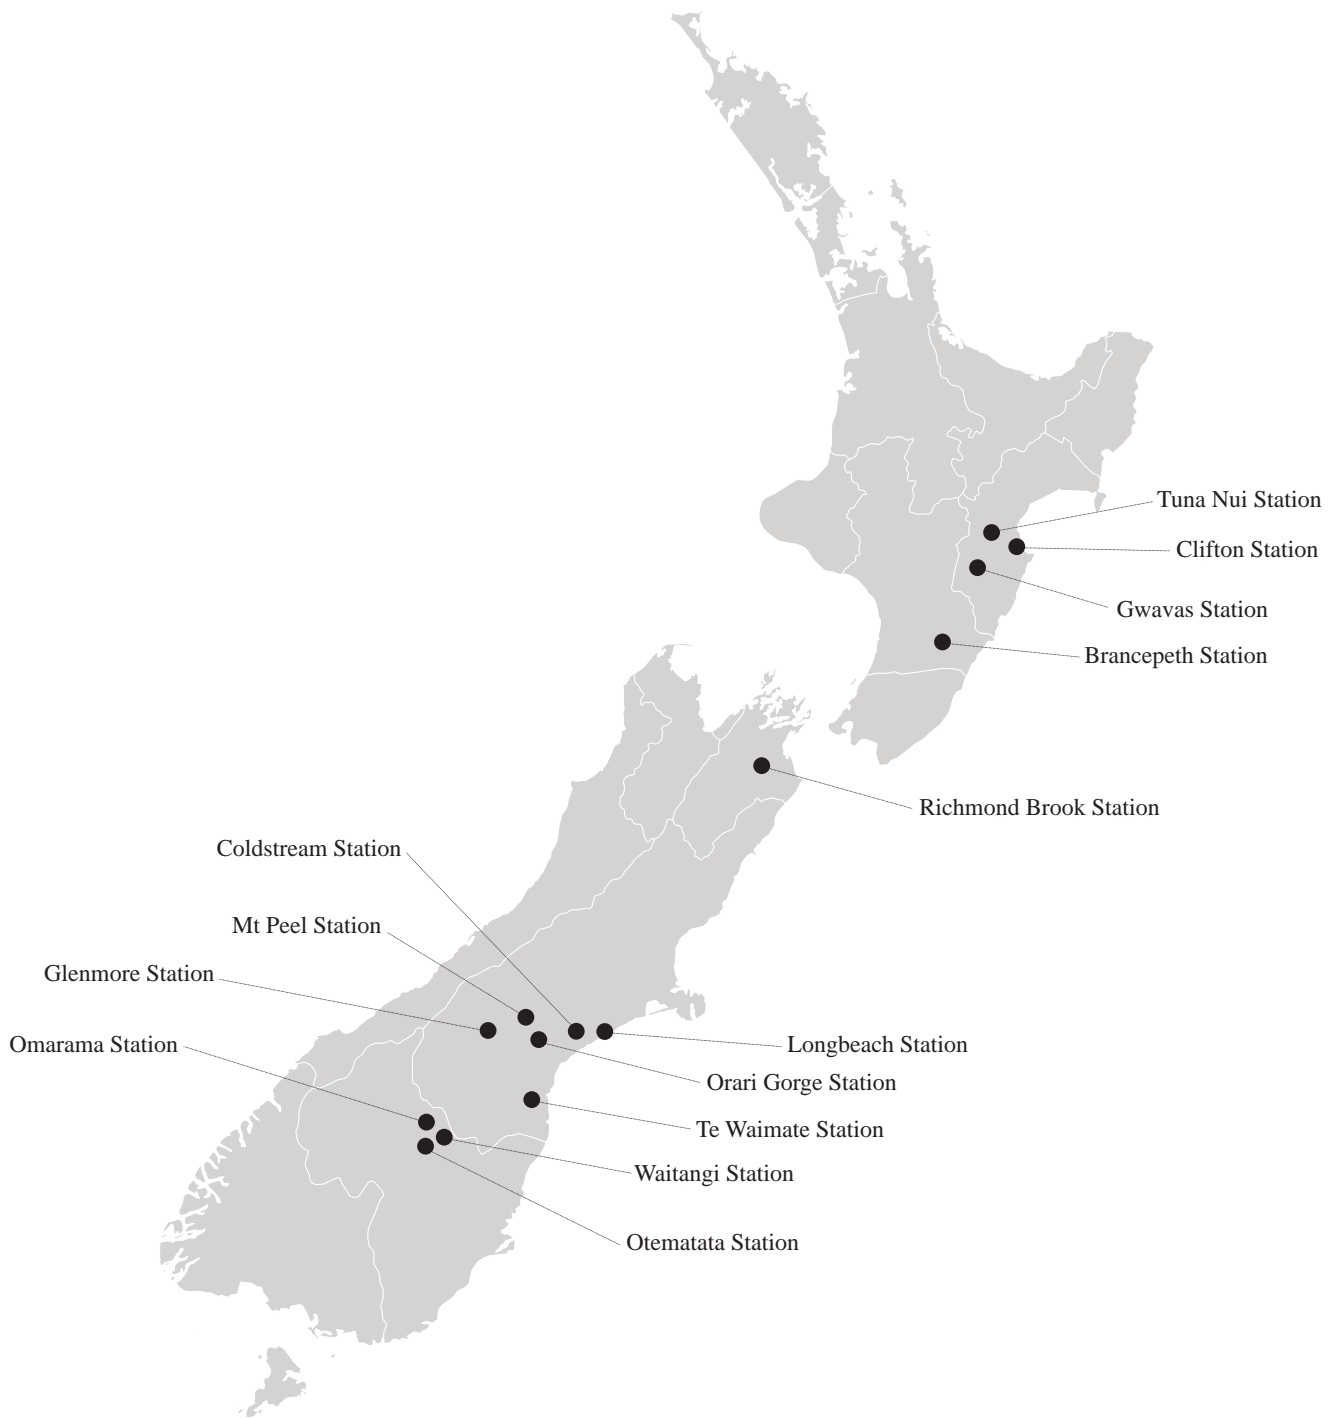 Tuna Nui Station
Clifton Station
Gwavas Station
Brancepeth Station
Richmond Brook Station
Coldstream Station
Mt Peel Station
Glenmore Station
Omarama Station
Longbeach Station
Orari Gorge Station
Te Waimate Station
Waitangi Station
Otematata Station